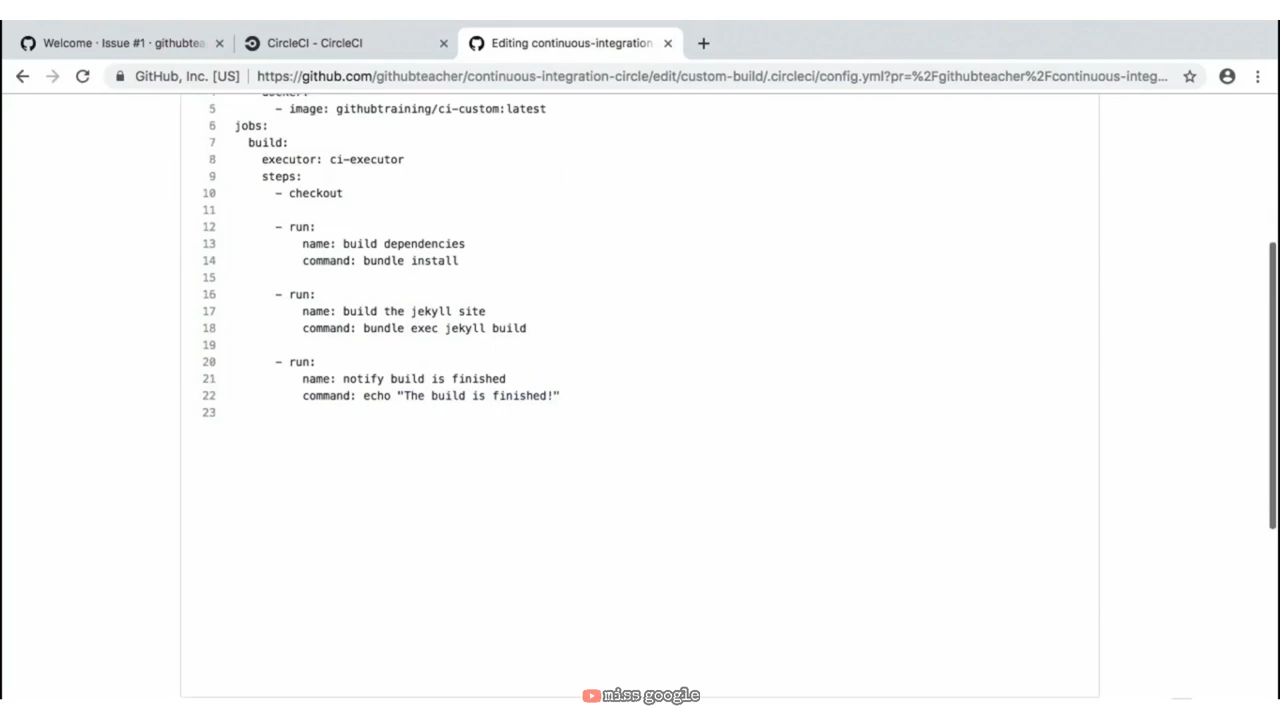 Welcome · Issue #1 · githubtea
CircleCI - CircleCI
Editing continuous-integration
GitHub, Inc. [US]
https://github.com/githubteacher/continuous-integration-circle/edit/custom-build/.circleci/config.yml?pr=%2Fgithubteacher%2Fcontinuous-integ...
4 docker:
5 - image: githubtraining/ci-custom:latest
6 jobs:
7 build:
8 executor: ci-executor
9 steps:
10 - checkout
11
12 - run:
13 name: build dependencies
14 command: bundle install
15
16 - run:
17 name: build the jekyll site
18 command: bundle exec jekyll build
19
20 - run:
21 name: notify build is finished
22 command: echo "The build is finished!"
23
miss google